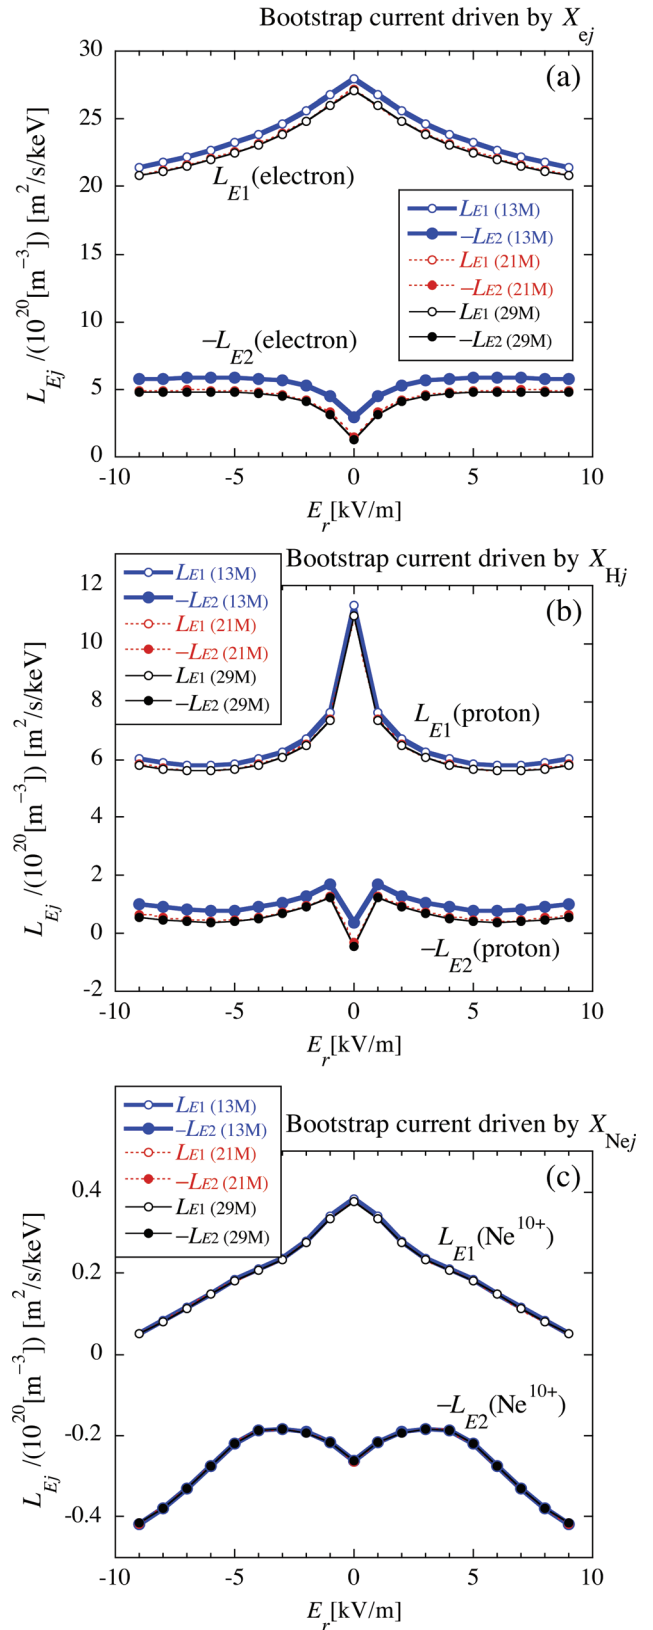 Bootstrap current driven by X_ej
(a)
30
25
20
15
10
5
0
L_Ej /(10^20[m^−3]) [m^2/s/keV]
L_E1(electron)
L_E1 (13M)
−L_E2 (13M)
L_E1 (21M)
−L_E2 (21M)
L_E1 (29M)
−L_E2 (29M)
−L_E2(electron)
-10 -5 0 5 10
E_r[kV/m]
Bootstrap current driven by X_Hj
L_E1 (13M)
−L_E2 (13M)
L_E1 (21M)
−L_E2 (21M)
L_E1 (29M)
−L_E2 (29M)
(b)
12
10
8
6
4
2
0
-2
L_Ej /(10^20[m^−3]) [m^2/s/keV]
L_E1(proton)
−L_E2(proton)
-10 -5 0 5 10
E_r[kV/m]
L_E1 (13M)
−L_E2 (13M)
L_E1 (21M)
−L_E2 (21M)
L_E1 (29M)
−L_E2 (29M)
Bootstrap current driven by X_Nej
(c)
0.4
0.2
0
-0.2
-0.4
L_Ej /(10^20[m^−3]) [m^2/s/keV]
L_E1(Ne^10+)
−L_E2(Ne^10+)
-10 -5 0 5 10
E_r[kV/m]